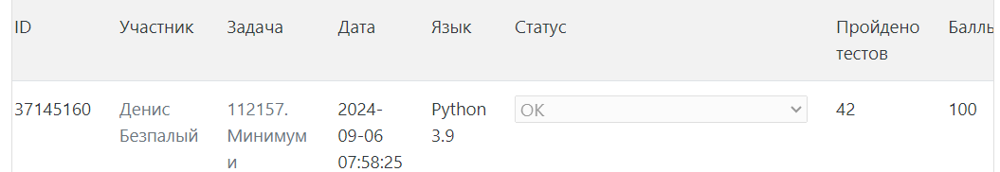 ID Участник Задача Дата Язык Статус Пройдено тестов Баллы
37145160 Денис Безпалый 112157. Минимум и 2024-09-06 07:58:25 Python 3.9 OK 42 100